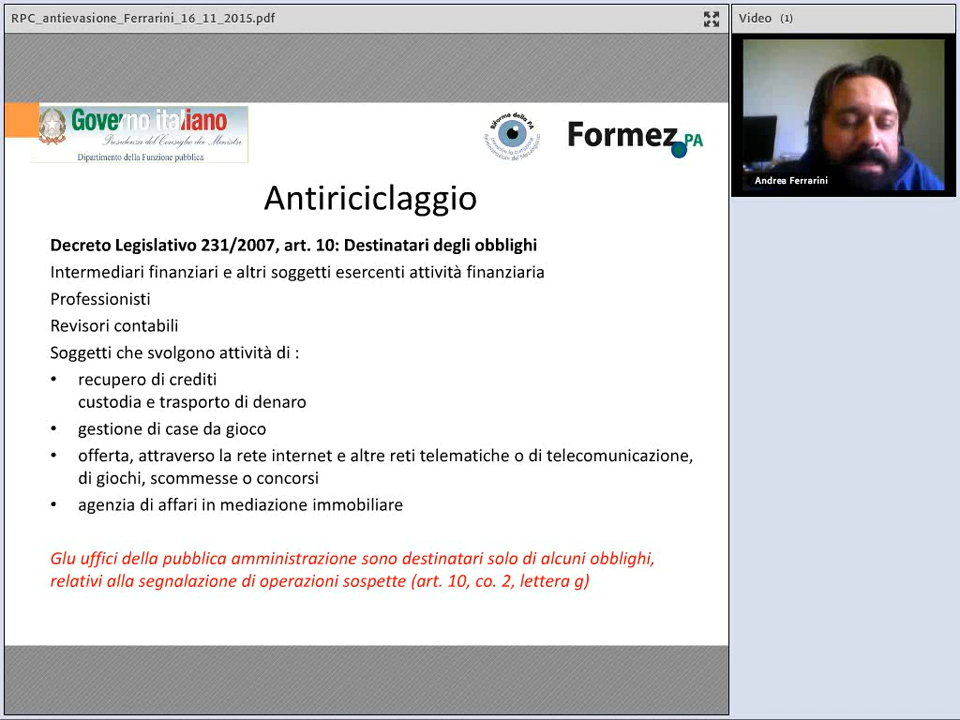 RPC_antievasione_Ferrarini_16_11_2015.pdf
Video (1)
Governo italiano
Presidenza del Consiglio dei Ministri
Dipartimento della Funzione pubblica
Riforme della PA
FormezPA
Andrea Ferrarini
Antiriciclaggio
Decreto Legislativo 231/2007, art. 10: Destinatari degli obblighi
Intermediari finanziari e altri soggetti esercenti attività finanziaria
Professionisti
Revisori contabili
Soggetti che svolgono attività di :
• recupero di crediti
custodia e trasporto di denaro
• gestione di case da gioco
• offerta, attraverso la rete internet e altre reti telematiche o di telecomunicazione,
di giochi, scommesse o concorsi
• agenzia di affari in mediazione immobiliare
Glu uffici della pubblica amministrazione sono destinatari solo di alcuni obblighi,
relativi alla segnalazione di operazioni sospette (art. 10, co. 2, lettera g)